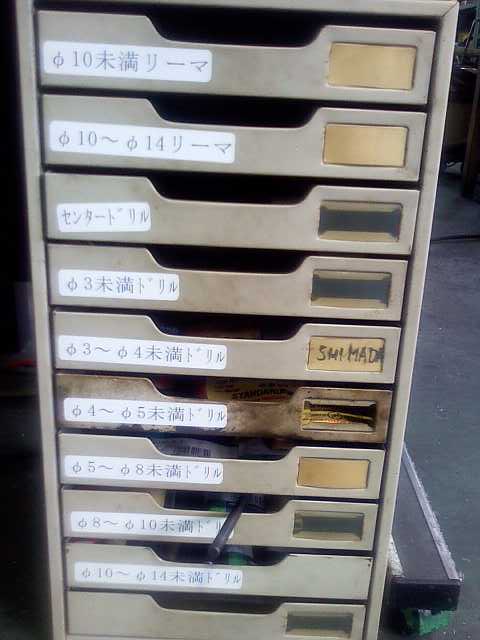 φ10未満リーマ
φ10～φ14リーマ
センタードリル
φ3未満ドリル
φ3～φ4未満ドリル
SHIMADA
STANDARD
φ4～φ5未満ドリル
φ5～φ8未満ドリル
φ8～φ10未満ドリル
φ10～φ14未満ドリル